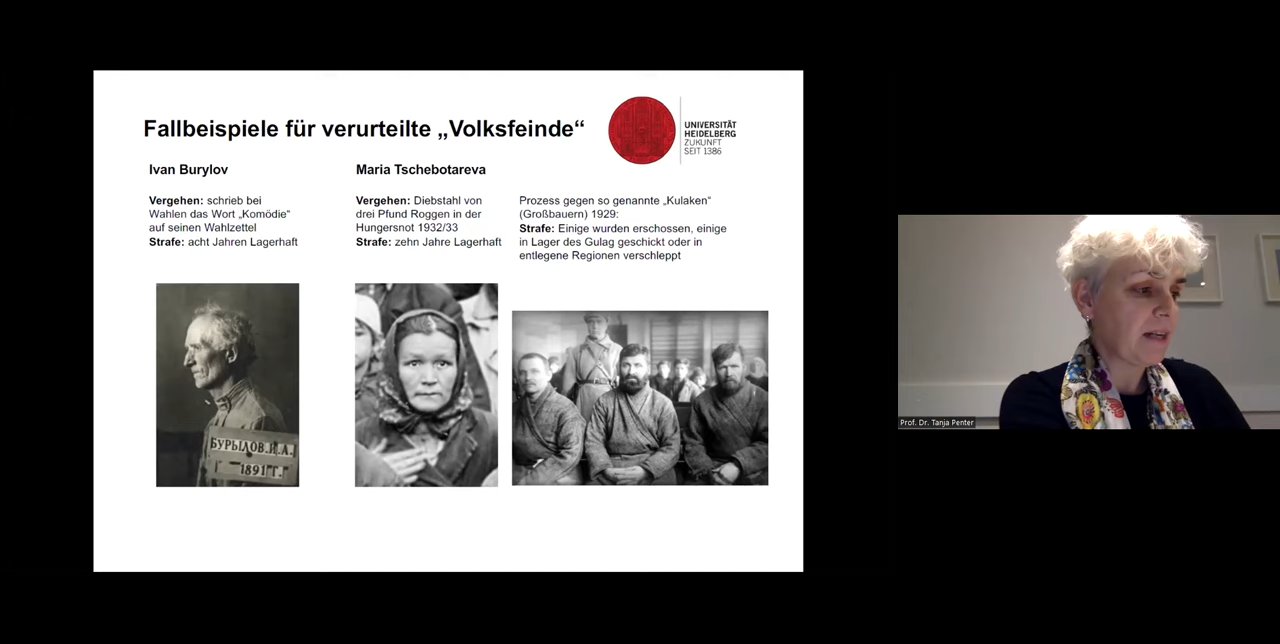 Fallbeispiele für verurteilte „Volksfeinde“
UNIVERSITÄT
HEIDELBERG
ZUKUNFT
SEIT 1386
Ivan Burylov
Vergehen: schrieb bei
Wahlen das Wort „Komödie“
auf seinen Wahlzettel
Strafe: acht Jahren Lagerhaft
Maria Tschebotareva
Vergehen: Diebstahl von
drei Pfund Roggen in der
Hungersnot 1932/33
Strafe: zehn Jahre Lagerhaft
Prozess gegen so genannte „Kulaken“
(Großbauern) 1929:
Strafe: Einige wurden erschossen, einige
in Lager des Gulag geschickt oder in
entlegene Regionen verschleppt
БУРЫЛОВ.И.А.
1891 Г.
Prof. Dr. Tanja Penter